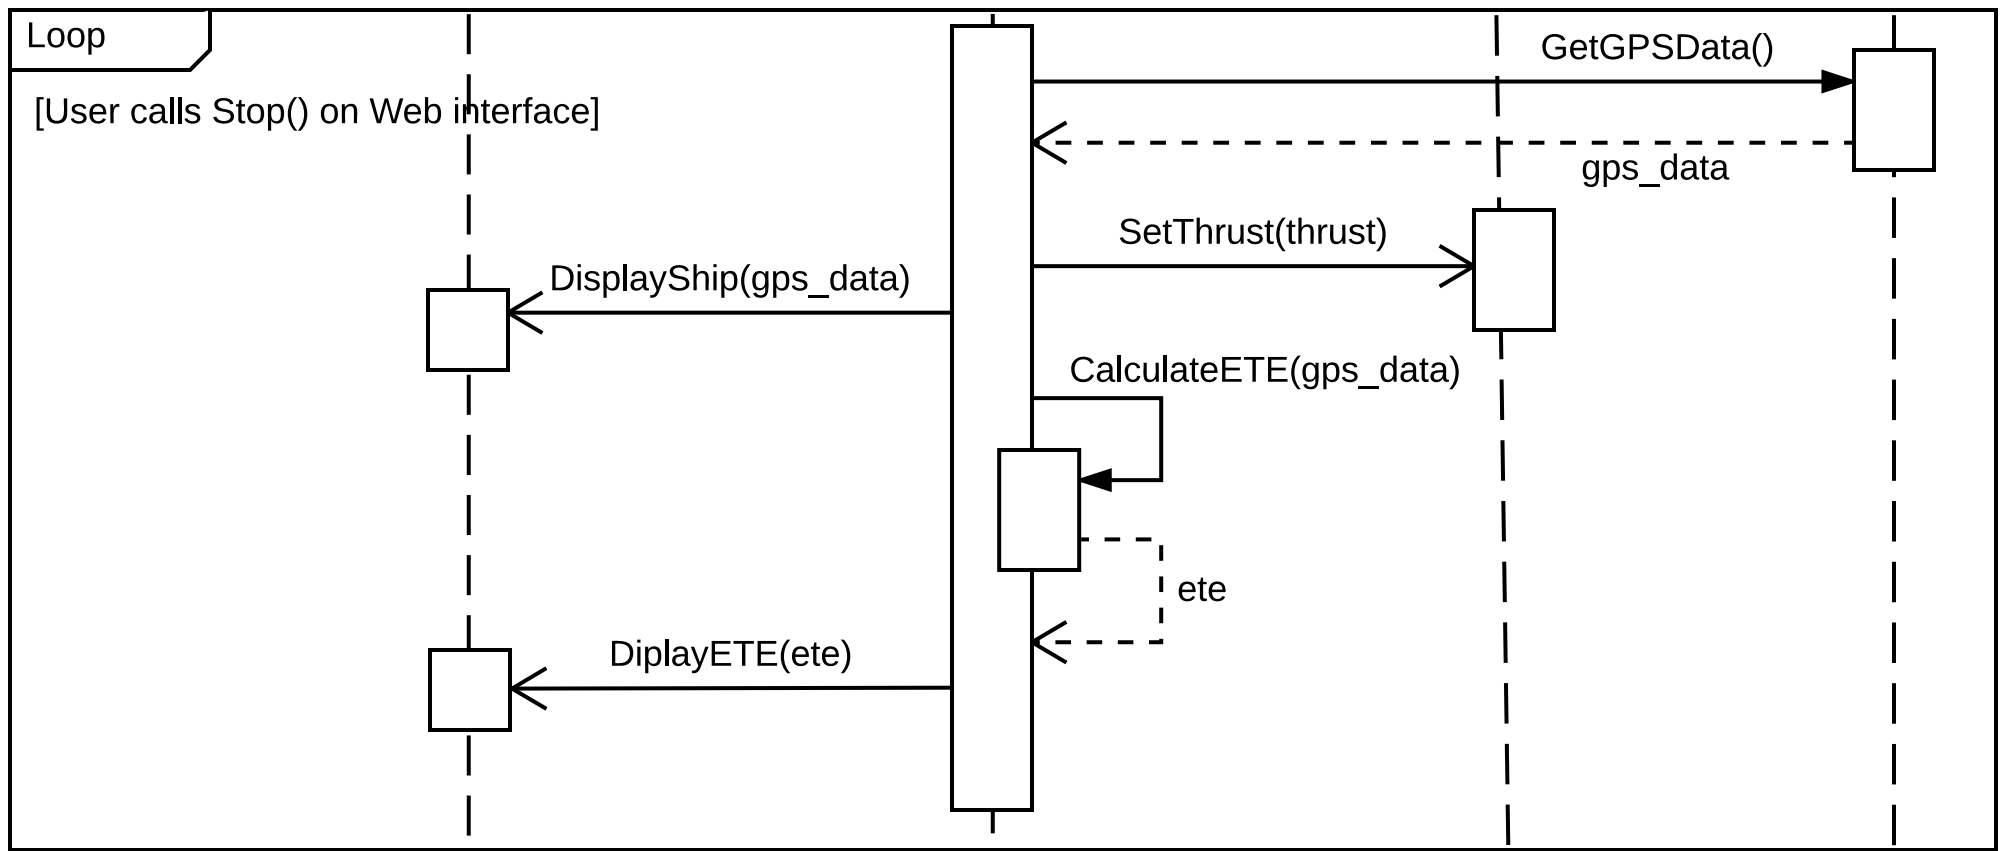 Loop
[User calls Stop() on Web interface]
GetGPSData()
gps_data
SetThrust(thrust)
DisplayShip(gps_data)
CalculateETE(gps_data)
ete
DiplayETE(ete)